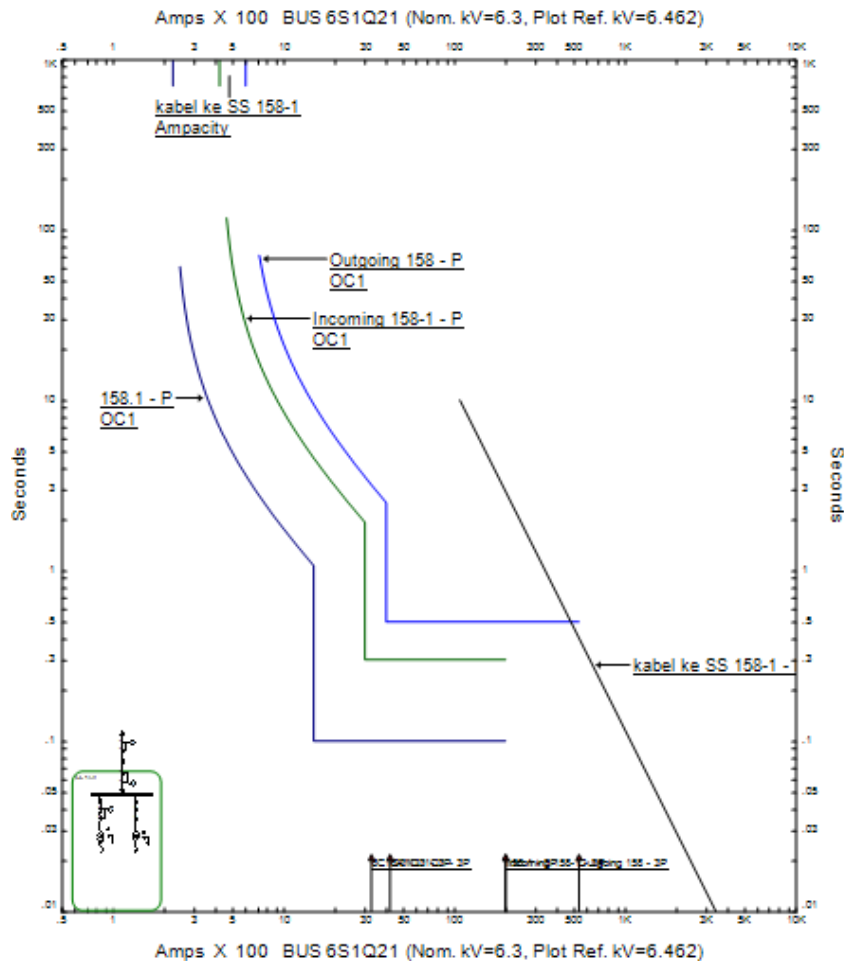 Amps X 100 BUS 6S1Q21 (Nom. kV=6.3, Plot Ref. kV=6.462)
.5 1 3 5 10 30 50 100 300 500 1K 3K 5K 10K
1K 1K
kabel ke SS 158-1
Ampacity
500 500
300 300
100 100
Outgoing 158 - P
OC1
50 50
Incoming 158-1 - P
OC1
30 30
158.1 - P
OC1
10 10
5 5
3 3
Seconds Seconds
1 1
.5 .5
.3 .3
kabel ke SS 158-1 -
.1 .1
.05 .05
.03 .03
158 - 3P
.01 .01
.5 1 3 5 10 30 50 100 300 500 1K 3K 5K 10K
Amps X 100 BUS 6S1Q21 (Nom. kV=6.3, Plot Ref. kV=6.462)